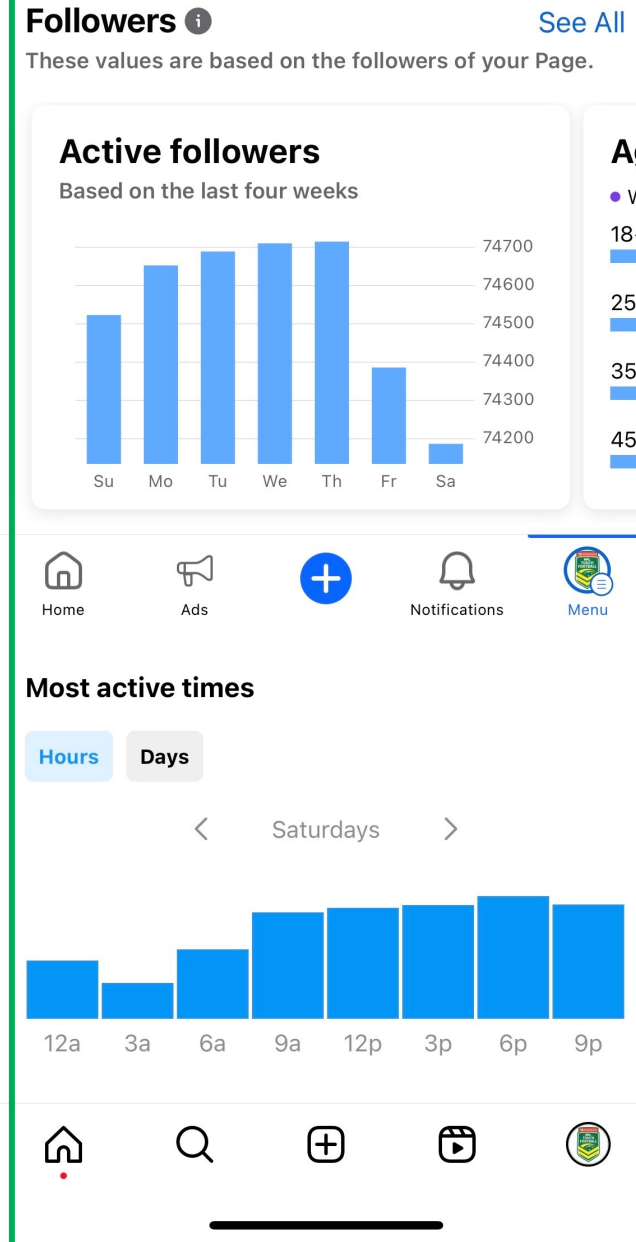 Followers
See All
These values are based on the followers of your Page.
Active followers
Based on the last four weeks
74700
74600
74500
74400
74300
74200
Su Mo Tu We Th Fr Sa
18-
25
35
45
Home Ads Notifications Menu
Most active times
Hours Days
Saturdays
12a 3a 6a 9a 12p 3p 6p 9p